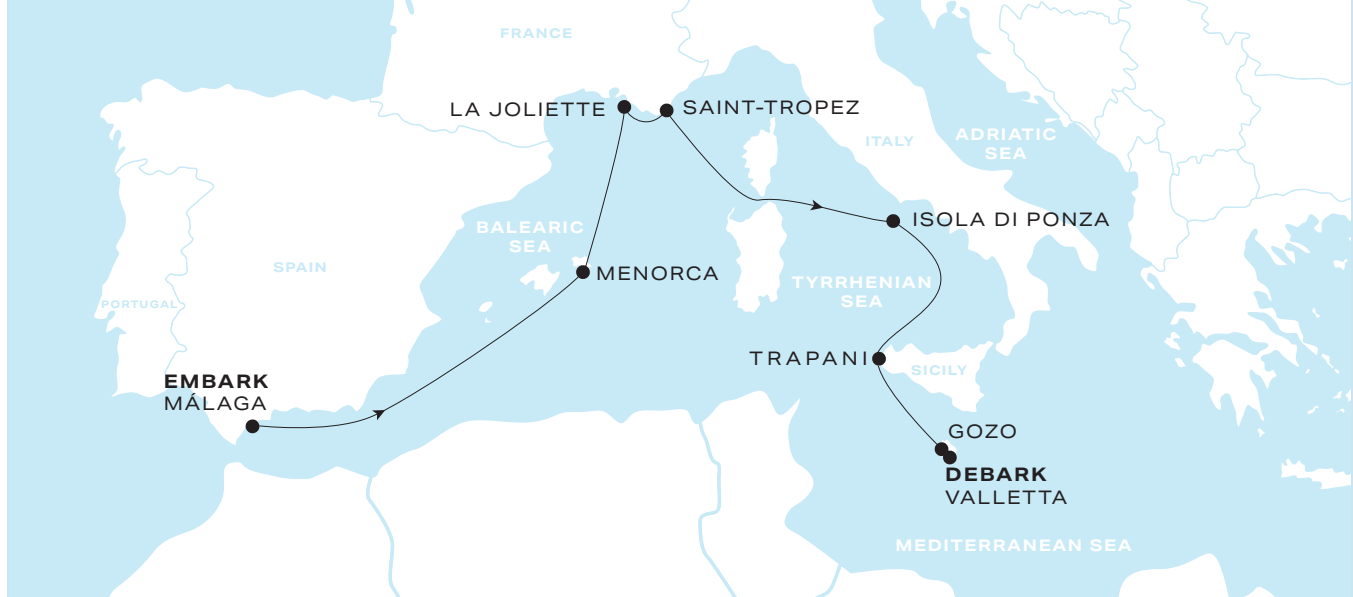 FRANCE
LA JOLIETTE
SAINT-TROPEZ
ITALY
ADRIATIC
SEA
ISOLA DI PONZA
BALEARIC
SEA
SPAIN
MENORCA
TYRRHENIAN
SEA
PORTUGAL
TRAPANI
SICILY
EMBARK
MÁLAGA
GOZO
DEBARK
VALLETTA
MEDITERRANEAN SEA